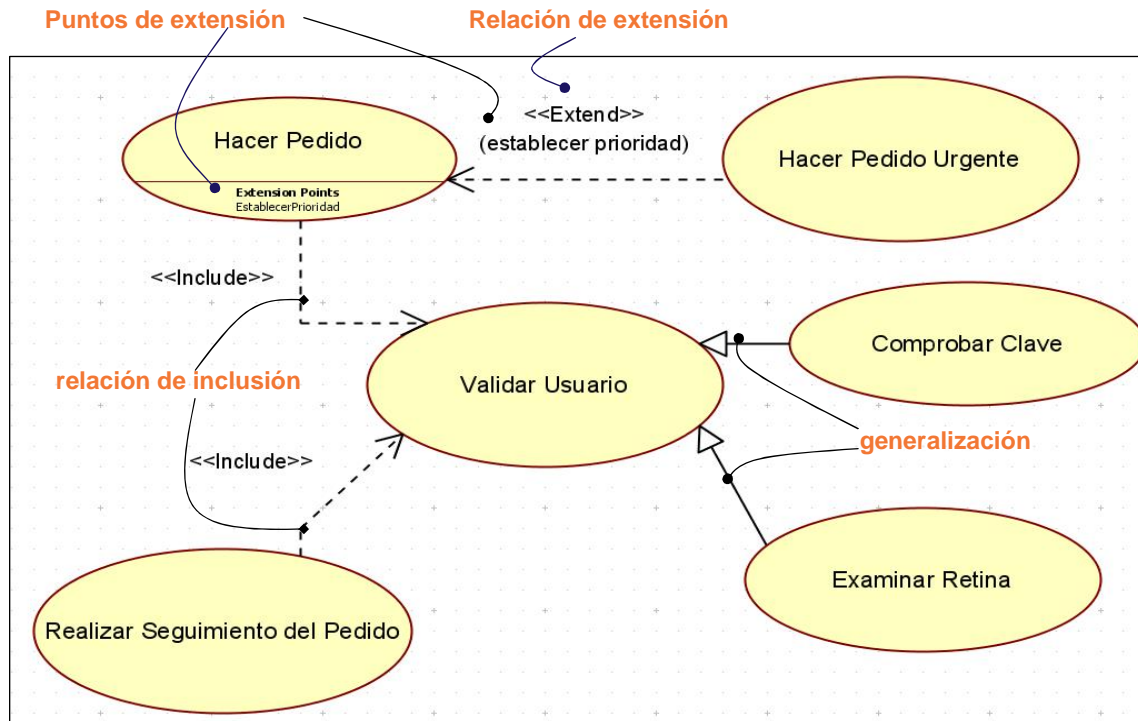 Puntos de extensión
Relación de extensión
<<Extend>>
(establecer prioridad)
Hacer Pedido
Extension Points
EstablecerPrioridad
Hacer Pedido Urgente
<<Include>>
Comprobar Clave
relación de inclusión
Validar Usuario
generalización
<<Include>>
Examinar Retina
Realizar Seguimiento del Pedido